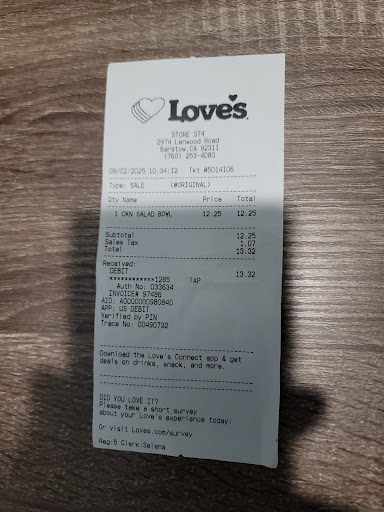 Love's
STORE 374
2974 Lenwood Road
Barstow, CA 92311
(760) 253-4080
09/02/2025 10:34:12 Tkt #5014106
Type: SALE (#ORIGINAL)
Qty Name Price Total
1 CKN SALAD BOWL 12.25 12.25
Subtotal 12.25
Sales Tax 1.07
Total 13.32
Received:
DEBIT 13.32
************1285 TAP
Auth No: 033634
INVOICE# 97486
AID: A0000000980840
APP: US DEBIT
Verified by PIN
Trace No: 00490732
Download the Love's Connect app & get
deals on drinks, snack, and more.
DID YOU LOVE IT?
Please take a short survey
about your Love's experience today:
Or visit Loves.com/survey
Reg:5 Clerk:Selena